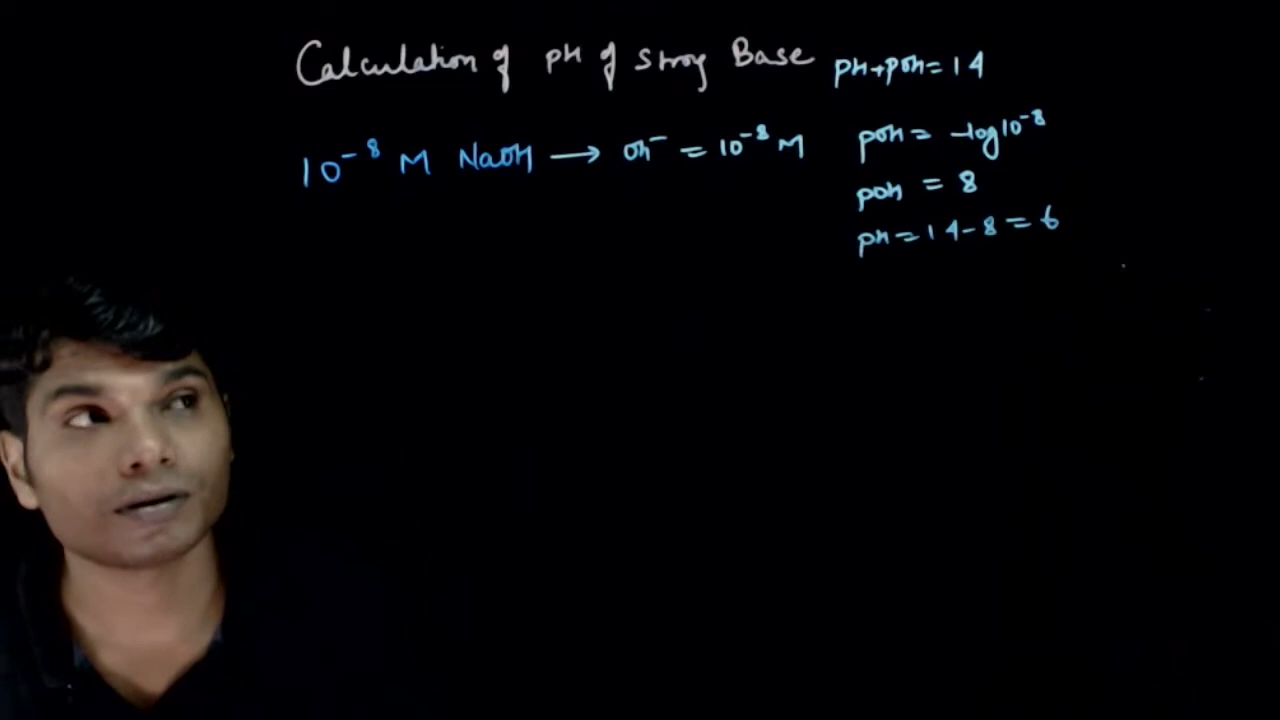 Calculation of pH of Strong Base pH+pOH=14
10⁻⁸ M NaOH → OH⁻ = 10⁻⁸ M
pOH = -log10⁻⁸
pOH = 8
pH = 14-8 = 6